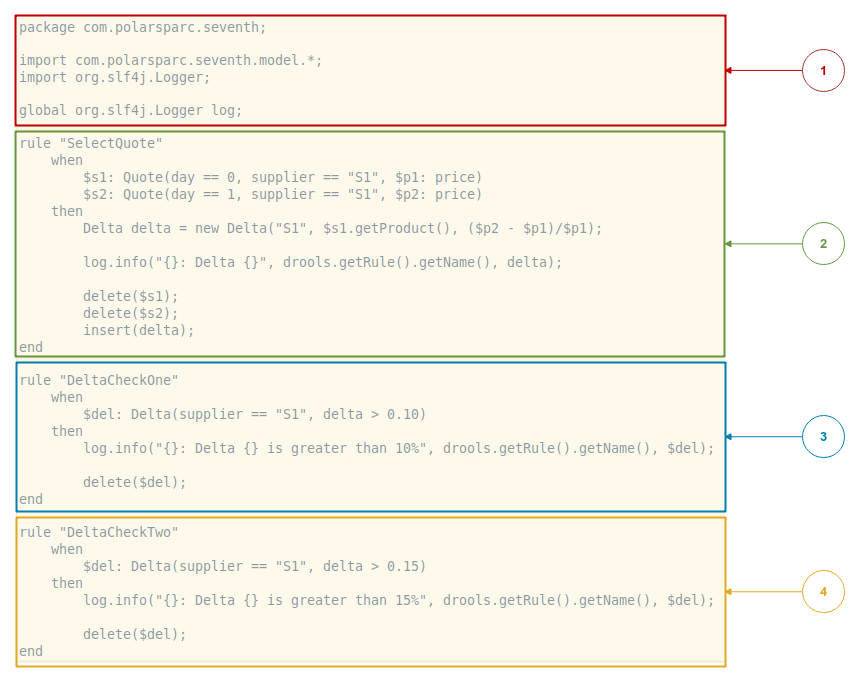 package com.polarsparc.seventh;

import com.polarsparc.seventh.model.*;
import org.slf4j.Logger;

global org.slf4j.Logger log;
1
rule "SelectQuote"
    when
        $s1: Quote(day == 0, supplier == "S1", $p1: price)
        $s2: Quote(day == 1, supplier == "S1", $p2: price)
    then
        Delta delta = new Delta("S1", $s1.getProduct(), ($p2 - $p1)/$p1);

        log.info("{}: Delta {}", drools.getRule().getName(), delta);

        delete($s1);
        delete($s2);
        insert(delta);
end
2
rule "DeltaCheckOne"
    when
        $del: Delta(supplier == "S1", delta > 0.10)
    then
        log.info("{}: Delta {} is greater than 10%", drools.getRule().getName(), $del);

        delete($del);
end
3
rule "DeltaCheckTwo"
    when
        $del: Delta(supplier == "S1", delta > 0.15)
    then
        log.info("{}: Delta {} is greater than 15%", drools.getRule().getName(), $del);

        delete($del);
end
4